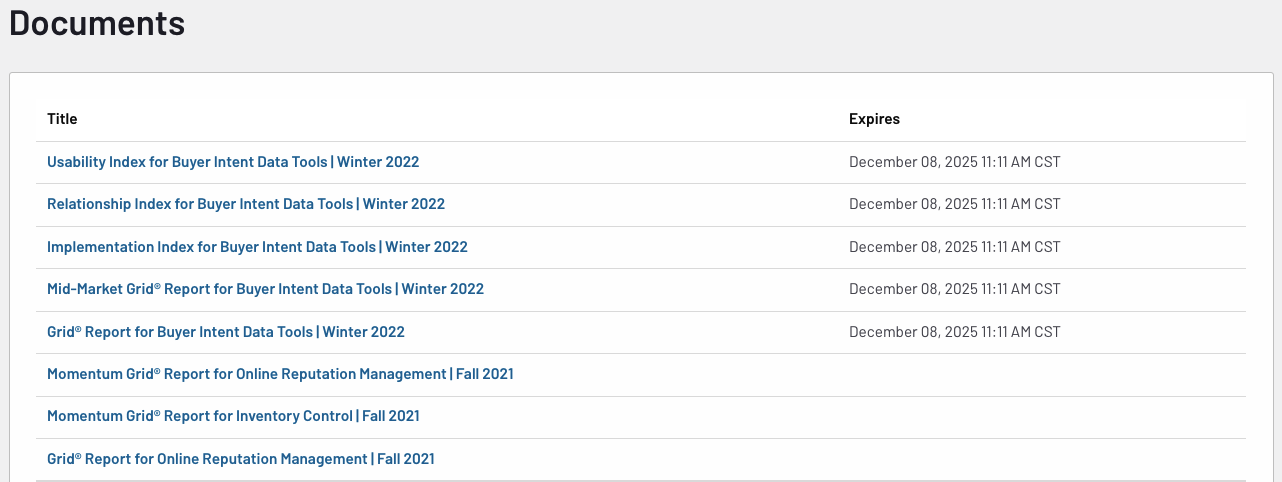 Documents
Title Expires
Usability Index for Buyer Intent Data Tools | Winter 2022 December 08, 2025 11:11 AM CST
Relationship Index for Buyer Intent Data Tools | Winter 2022 December 08, 2025 11:11 AM CST
Implementation Index for Buyer Intent Data Tools | Winter 2022 December 08, 2025 11:11 AM CST
Mid-Market Grid® Report for Buyer Intent Data Tools | Winter 2022 December 08, 2025 11:11 AM CST
Grid® Report for Buyer Intent Data Tools | Winter 2022 December 08, 2025 11:11 AM CST
Momentum Grid® Report for Online Reputation Management | Fall 2021
Momentum Grid® Report for Inventory Control | Fall 2021
Grid® Report for Online Reputation Management | Fall 2021